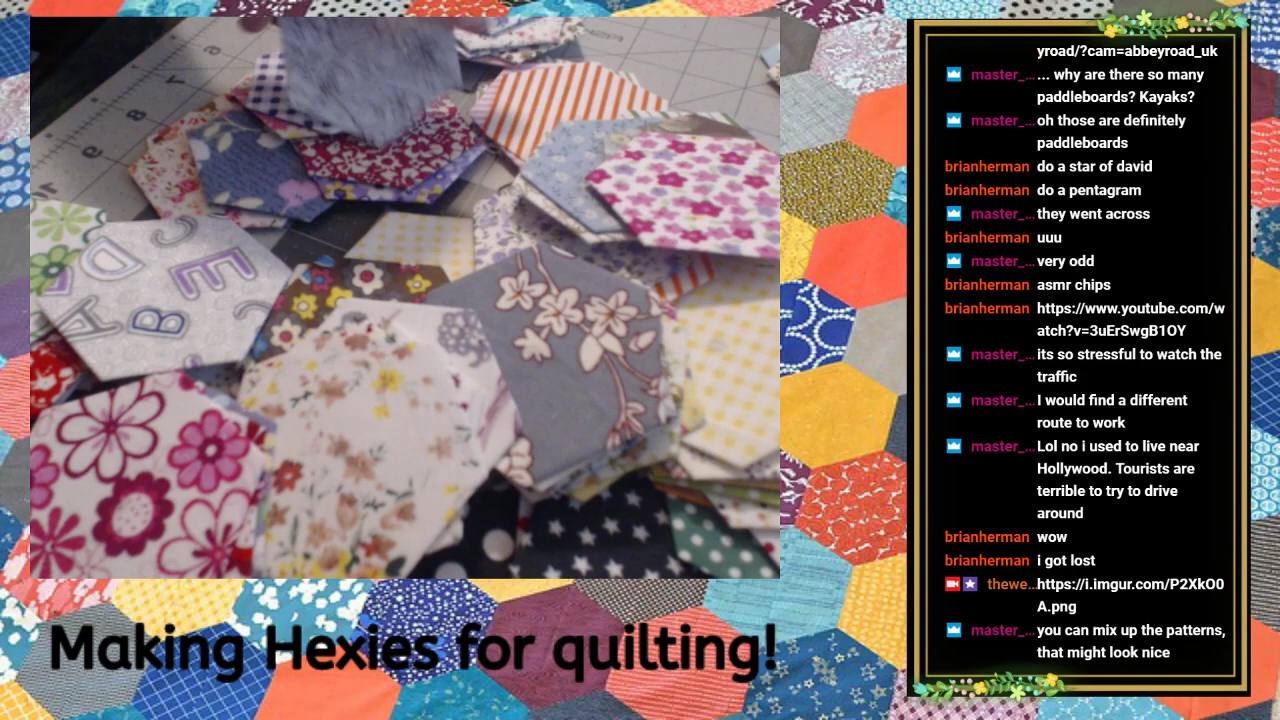 yroad/?cam=abbeyroad_uk
master_... ... why are there so many
paddleboards? Kayaks?
master_... oh those are definitely
paddleboards
brianherman do a star of david
brianherman do a pentagram
master_... they went across
brianherman uuu
master_... very odd
brianherman asmr chips
brianherman https://www.youtube.com/w
atch?v=3uErSwgB1OY
master_... its so stressful to watch the
traffic
master_... I would find a different
route to work
master_... Lol no i used to live near
Hollywood. Tourists are
terrible to try to drive
around
brianherman wow
brianherman i got lost
thewe... https://i.imgur.com/P2XkO0
A.png
master_... you can mix up the patterns,
that might look nice
D E
B E
Making Hexies for quilting!